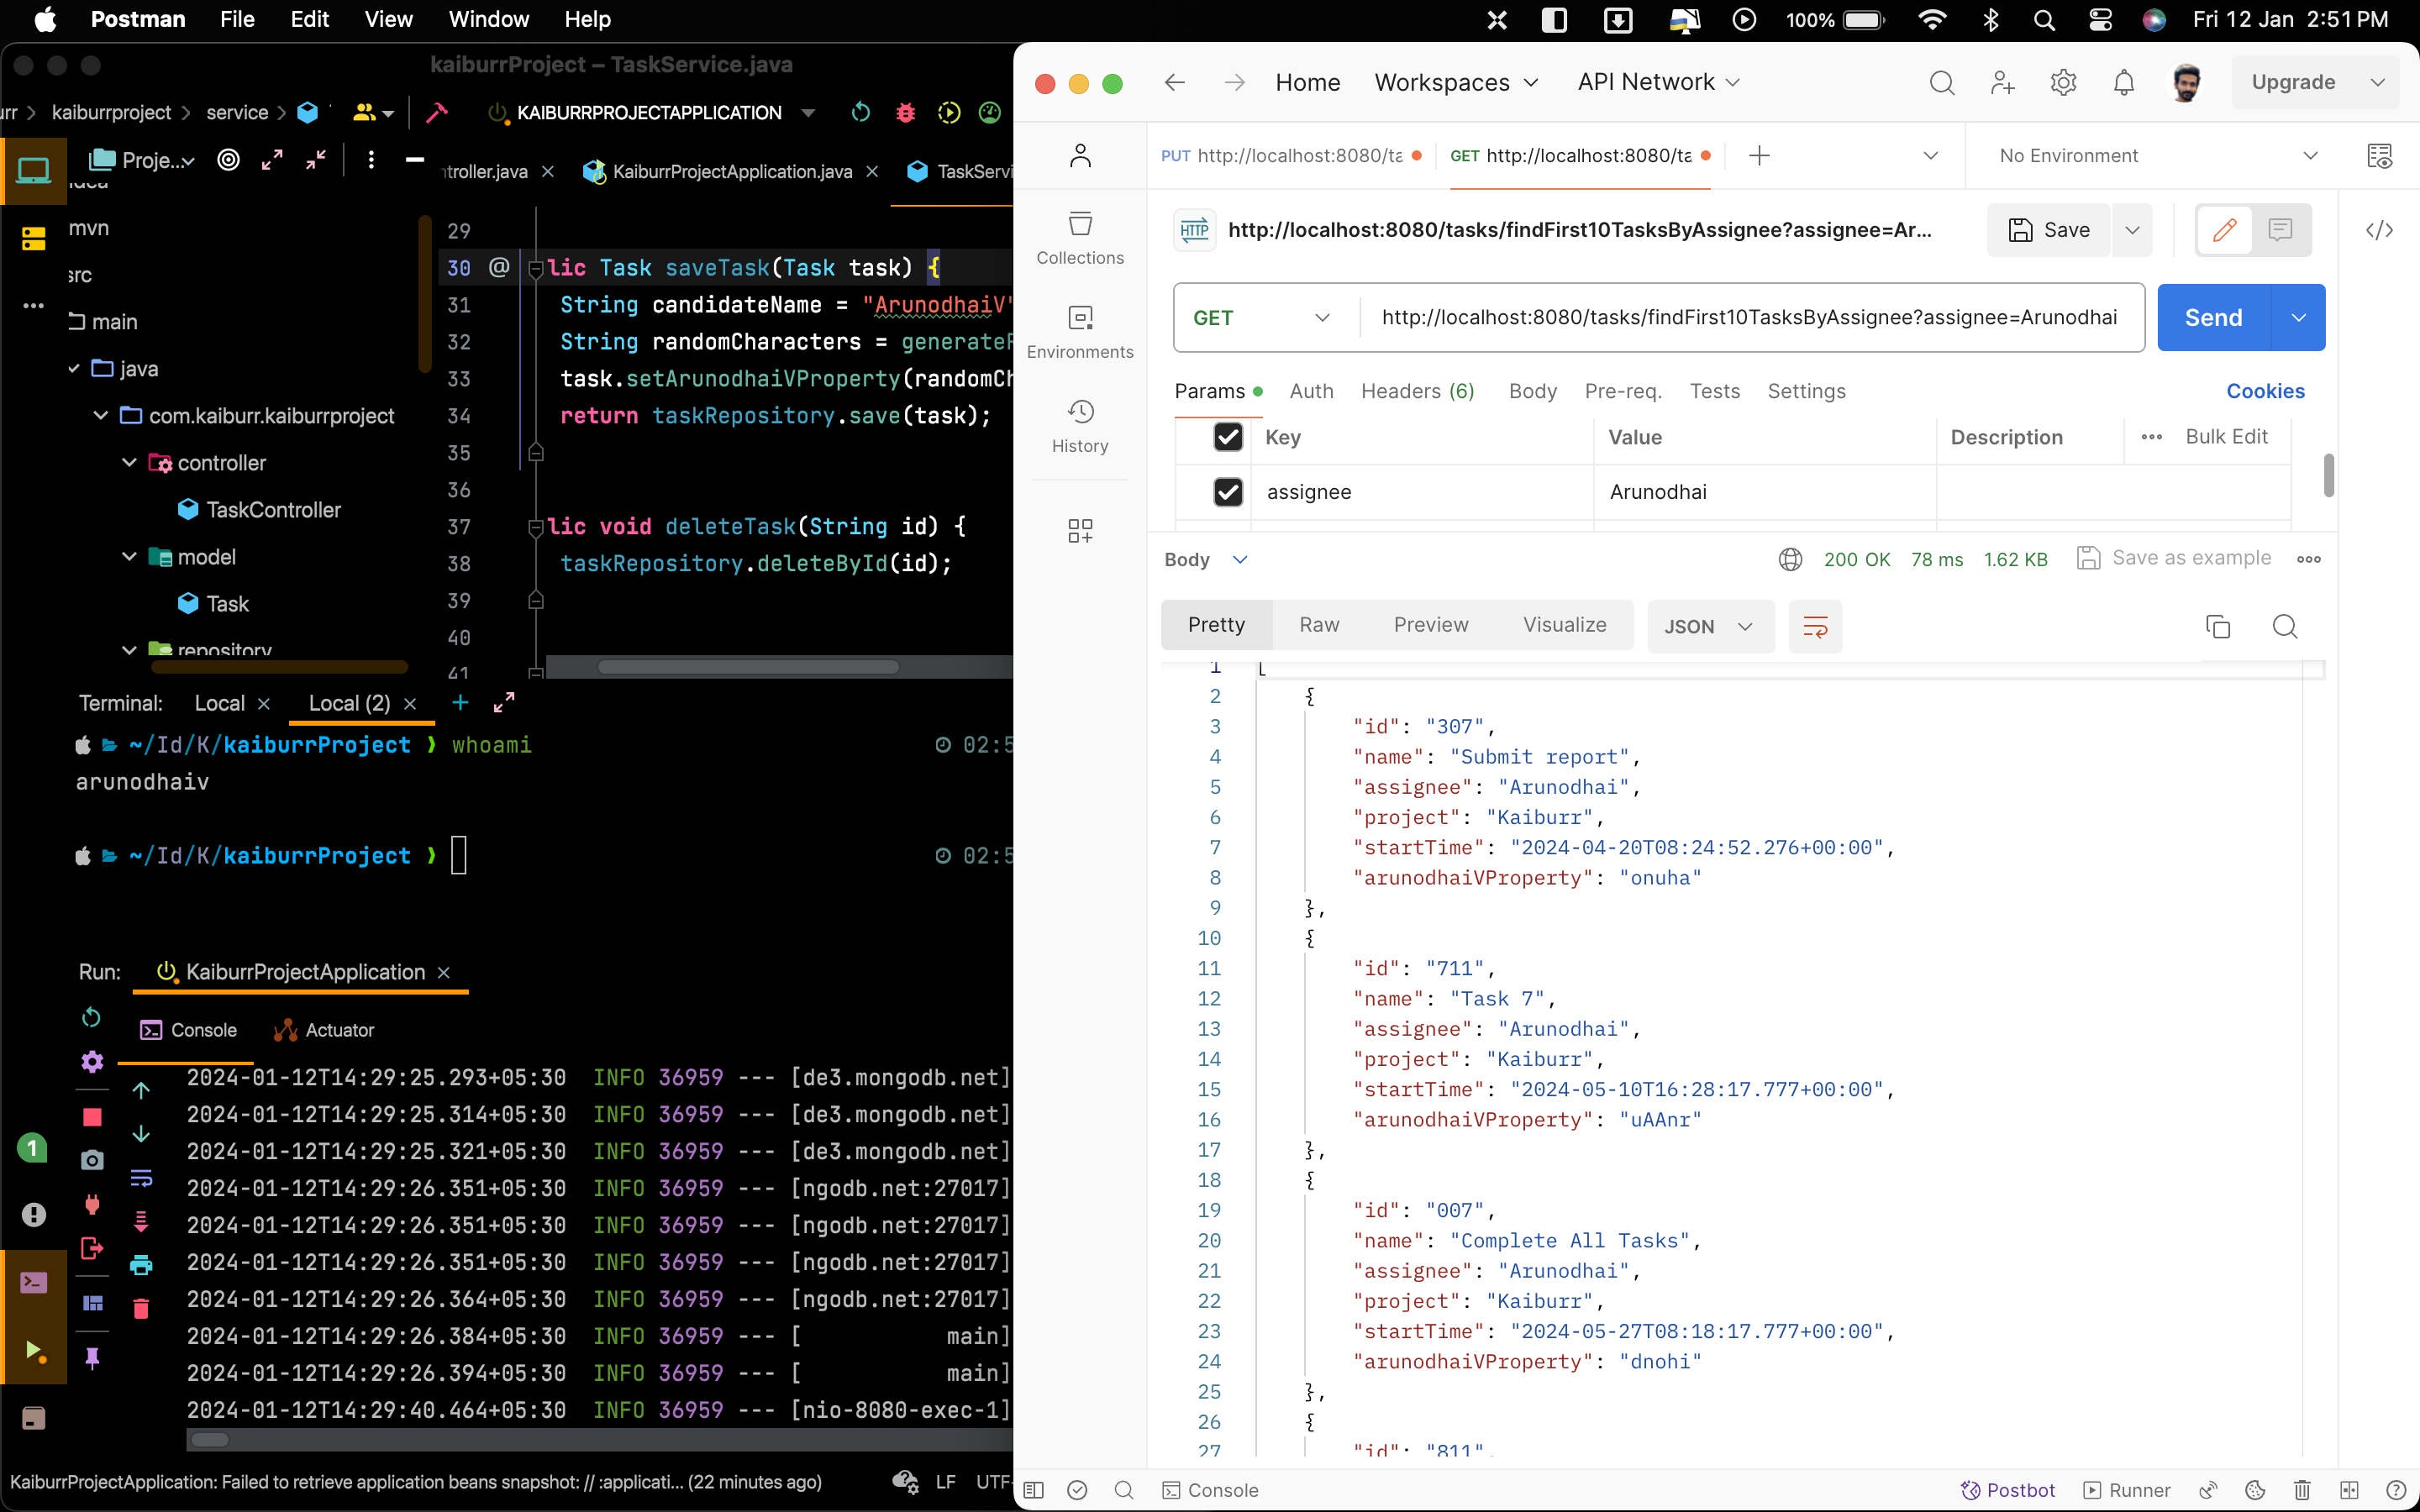 Postman File Edit View Window Help
100% Fri 12 Jan 2:51 PM
kaiburrProject – TaskService.java
kaiburrproject service
KAIBURRPROJECTAPPLICATION
Proje...
ntroller.java KaiburrProjectApplication.java TaskServi
mvn
src
main
java
com.kaiburr.kaiburrproject
controller
TaskController
model
Task
repository
29
30 @ lic Task saveTask(Task task) {
31 String candidateName = "ArunodhaiV"
32 String randomCharacters = generateR
33 task.setArunodhaiVProperty(randomCh
34 return taskRepository.save(task);
35
36
37 lic void deleteTask(String id) {
38 taskRepository.deleteById(id);
39
40
41
Terminal: Local Local (2)
~/Id/K/kaiburrProject ❯ whoami 02:5
arunodhaiv
~/Id/K/kaiburrProject ❯ 02:5
Run: KaiburrProjectApplication
Console Actuator
2024-01-12T14:29:25.293+05:30 INFO 36959 --- [de3.mongodb.net]
2024-01-12T14:29:25.314+05:30 INFO 36959 --- [de3.mongodb.net]
2024-01-12T14:29:25.321+05:30 INFO 36959 --- [de3.mongodb.net]
2024-01-12T14:29:26.351+05:30 INFO 36959 --- [ngodb.net:27017]
2024-01-12T14:29:26.351+05:30 INFO 36959 --- [ngodb.net:27017]
2024-01-12T14:29:26.351+05:30 INFO 36959 --- [ngodb.net:27017]
2024-01-12T14:29:26.364+05:30 INFO 36959 --- [ngodb.net:27017]
2024-01-12T14:29:26.384+05:30 INFO 36959 --- [ main]
2024-01-12T14:29:26.394+05:30 INFO 36959 --- [ main]
2024-01-12T14:29:40.464+05:30 INFO 36959 --- [nio-8080-exec-1]
1
KaiburrProjectApplication: Failed to retrieve application beans snapshot: // :applicati... (22 minutes ago) LF UTF-
Home Workspaces API Network Upgrade
PUT http://localhost:8080/ta GET http://localhost:8080/ta No Environment
Collections
Environments
History
HTTP http://localhost:8080/tasks/findFirst10TasksByAssignee?assignee=Ar... Save
GET http://localhost:8080/tasks/findFirst10TasksByAssignee?assignee=Arunodhai Send
Params Auth Headers (6) Body Pre-req. Tests Settings Cookies
Key Value Description Bulk Edit
assignee Arunodhai
Body 200 OK 78 ms 1.62 KB Save as example
Pretty Raw Preview Visualize JSON
1 [
2 {
3 "id": "307",
4 "name": "Submit report",
5 "assignee": "Arunodhai",
6 "project": "Kaiburr",
7 "startTime": "2024-04-20T08:24:52.276+00:00",
8 "arunodhaiVProperty": "onuha"
9 },
10 {
11 "id": "711",
12 "name": "Task 7",
13 "assignee": "Arunodhai",
14 "project": "Kaiburr",
15 "startTime": "2024-05-10T16:28:17.777+00:00",
16 "arunodhaiVProperty": "uAAnr"
17 },
18 {
19 "id": "007",
20 "name": "Complete All Tasks",
21 "assignee": "Arunodhai",
22 "project": "Kaiburr",
23 "startTime": "2024-05-27T08:18:17.777+00:00",
24 "arunodhaiVProperty": "dnohi"
25 },
26 {
27 "id": "811",
Console Postbot Runner